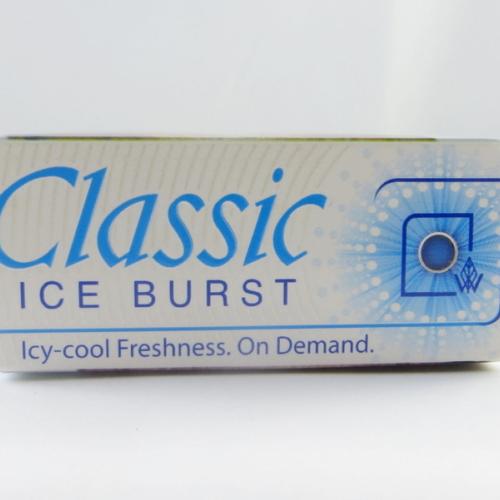 Classic
ICE BURST
Icy-cool Freshness. On Demand.